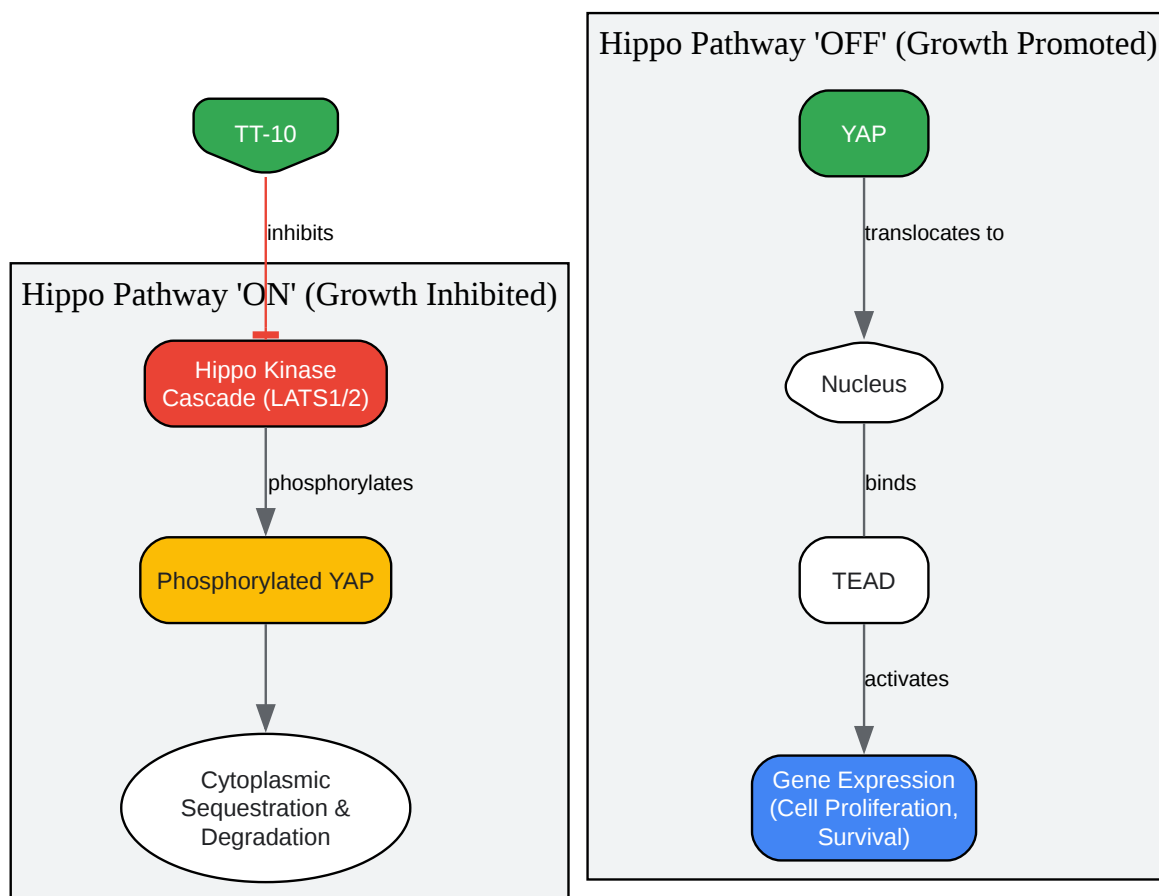 TT-10
inhibits
Hippo Pathway 'ON' (Growth Inhibited)
Hippo Kinase
Cascade (LATS1/2)
phosphorylates
Phosphorylated YAP
Cytoplasmic
Sequestration &
Degradation
Hippo Pathway 'OFF' (Growth Promoted)
YAP
translocates to
Nucleus
binds
TEAD
activates
Gene Expression
(Cell Proliferation,
Survival)